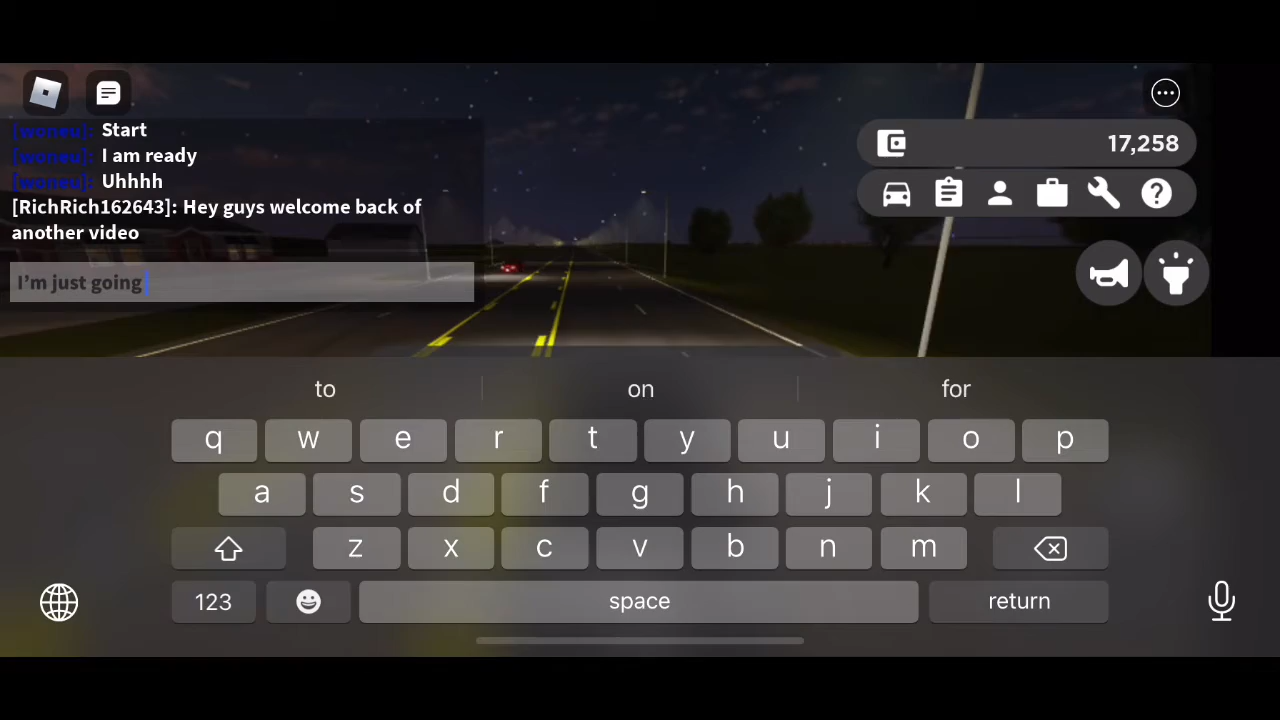 [woneu]: Start
[woneu]: I am ready
[woneu]: Uhhhh
[RichRich162643]: Hey guys welcome back of
another video
17,258
I'm just going
to on for
q w e r t y u i o p
a s d f g h j k l
z x c v b n m
123 space return